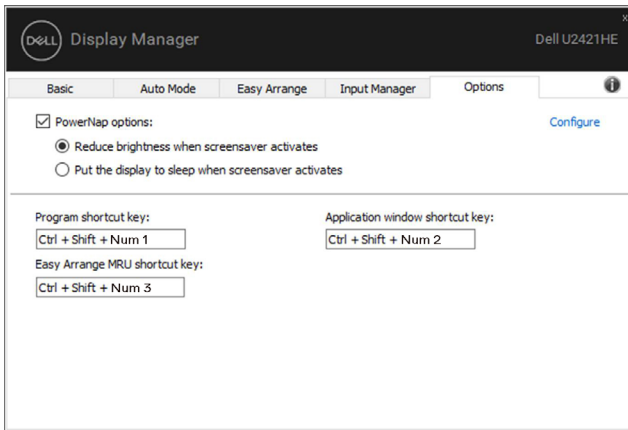 x
DELL Display Manager
Dell U2421HE
Basic Auto Mode Easy Arrange Input Manager Options i
PowerNap options: Configure
Reduce brightness when screensaver activates
Put the display to sleep when screensaver activates
Program shortcut key: Application window shortcut key:
Ctrl + Shift + Num 1 Ctrl + Shift + Num 2
Easy Arrange MRU shortcut key:
Ctrl + Shift + Num 3